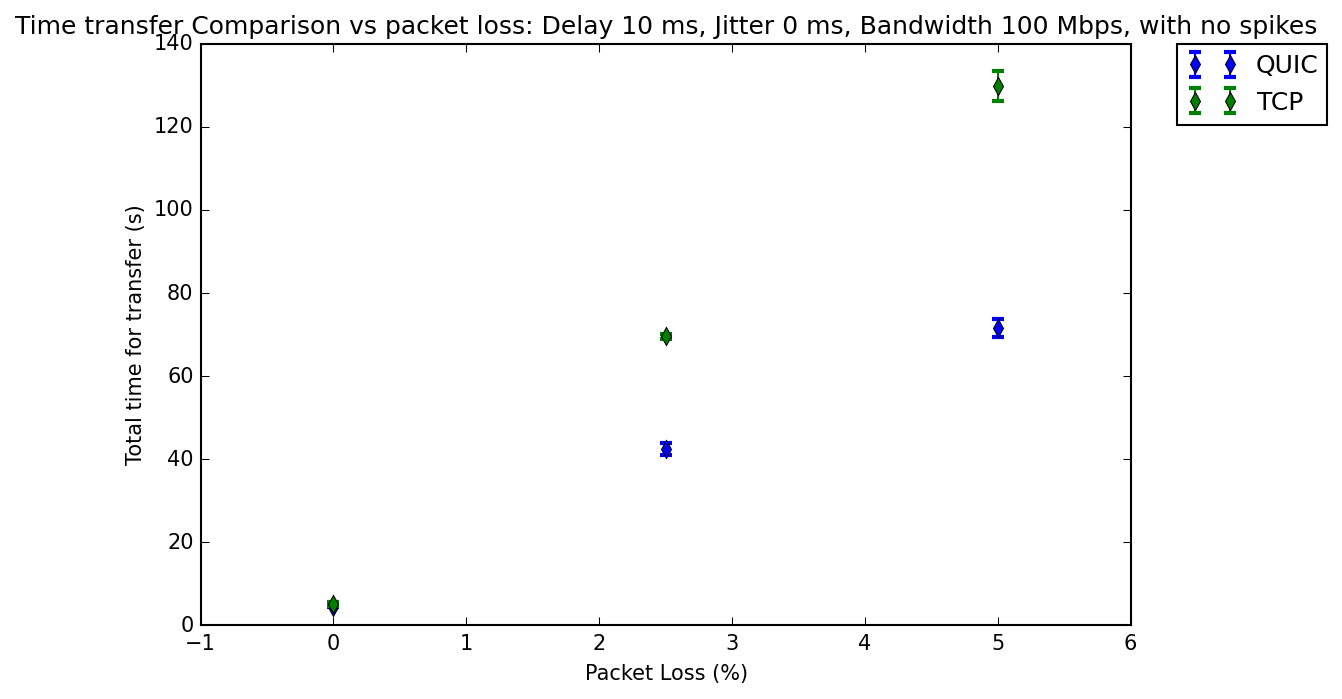 Time transfer Comparison vs packet loss: Delay 10 ms, Jitter 0 ms, Bandwidth 100 Mbps, with no spikes
140
120
100
80
60
40
20
0
Total time for transfer (s)
−1 0 1 2 3 4 5 6
Packet Loss (%)
QUIC
TCP